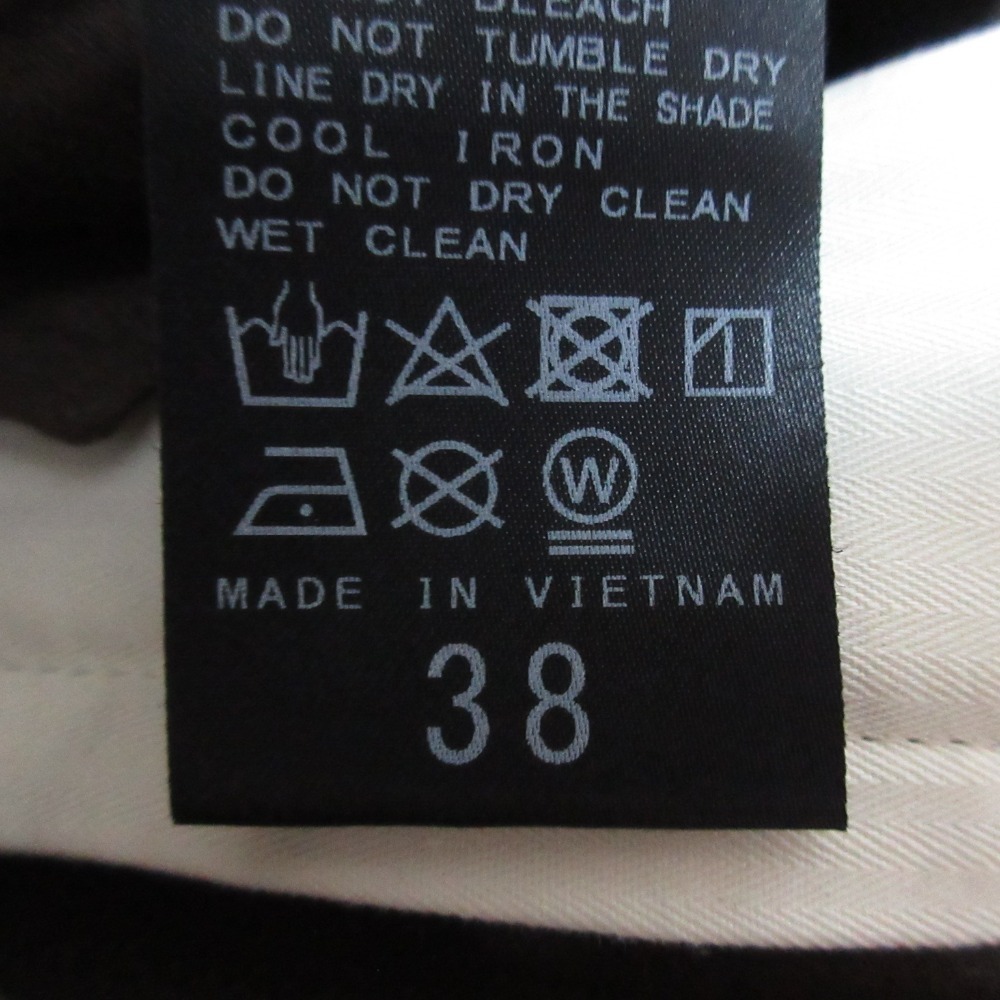 BLEACH
DO NOT TUMBLE DRY
LINE DRY IN THE SHADE
COOL IRON
DO NOT DRY CLEAN
WET CLEAN
W
MADE IN VIETNAM
38